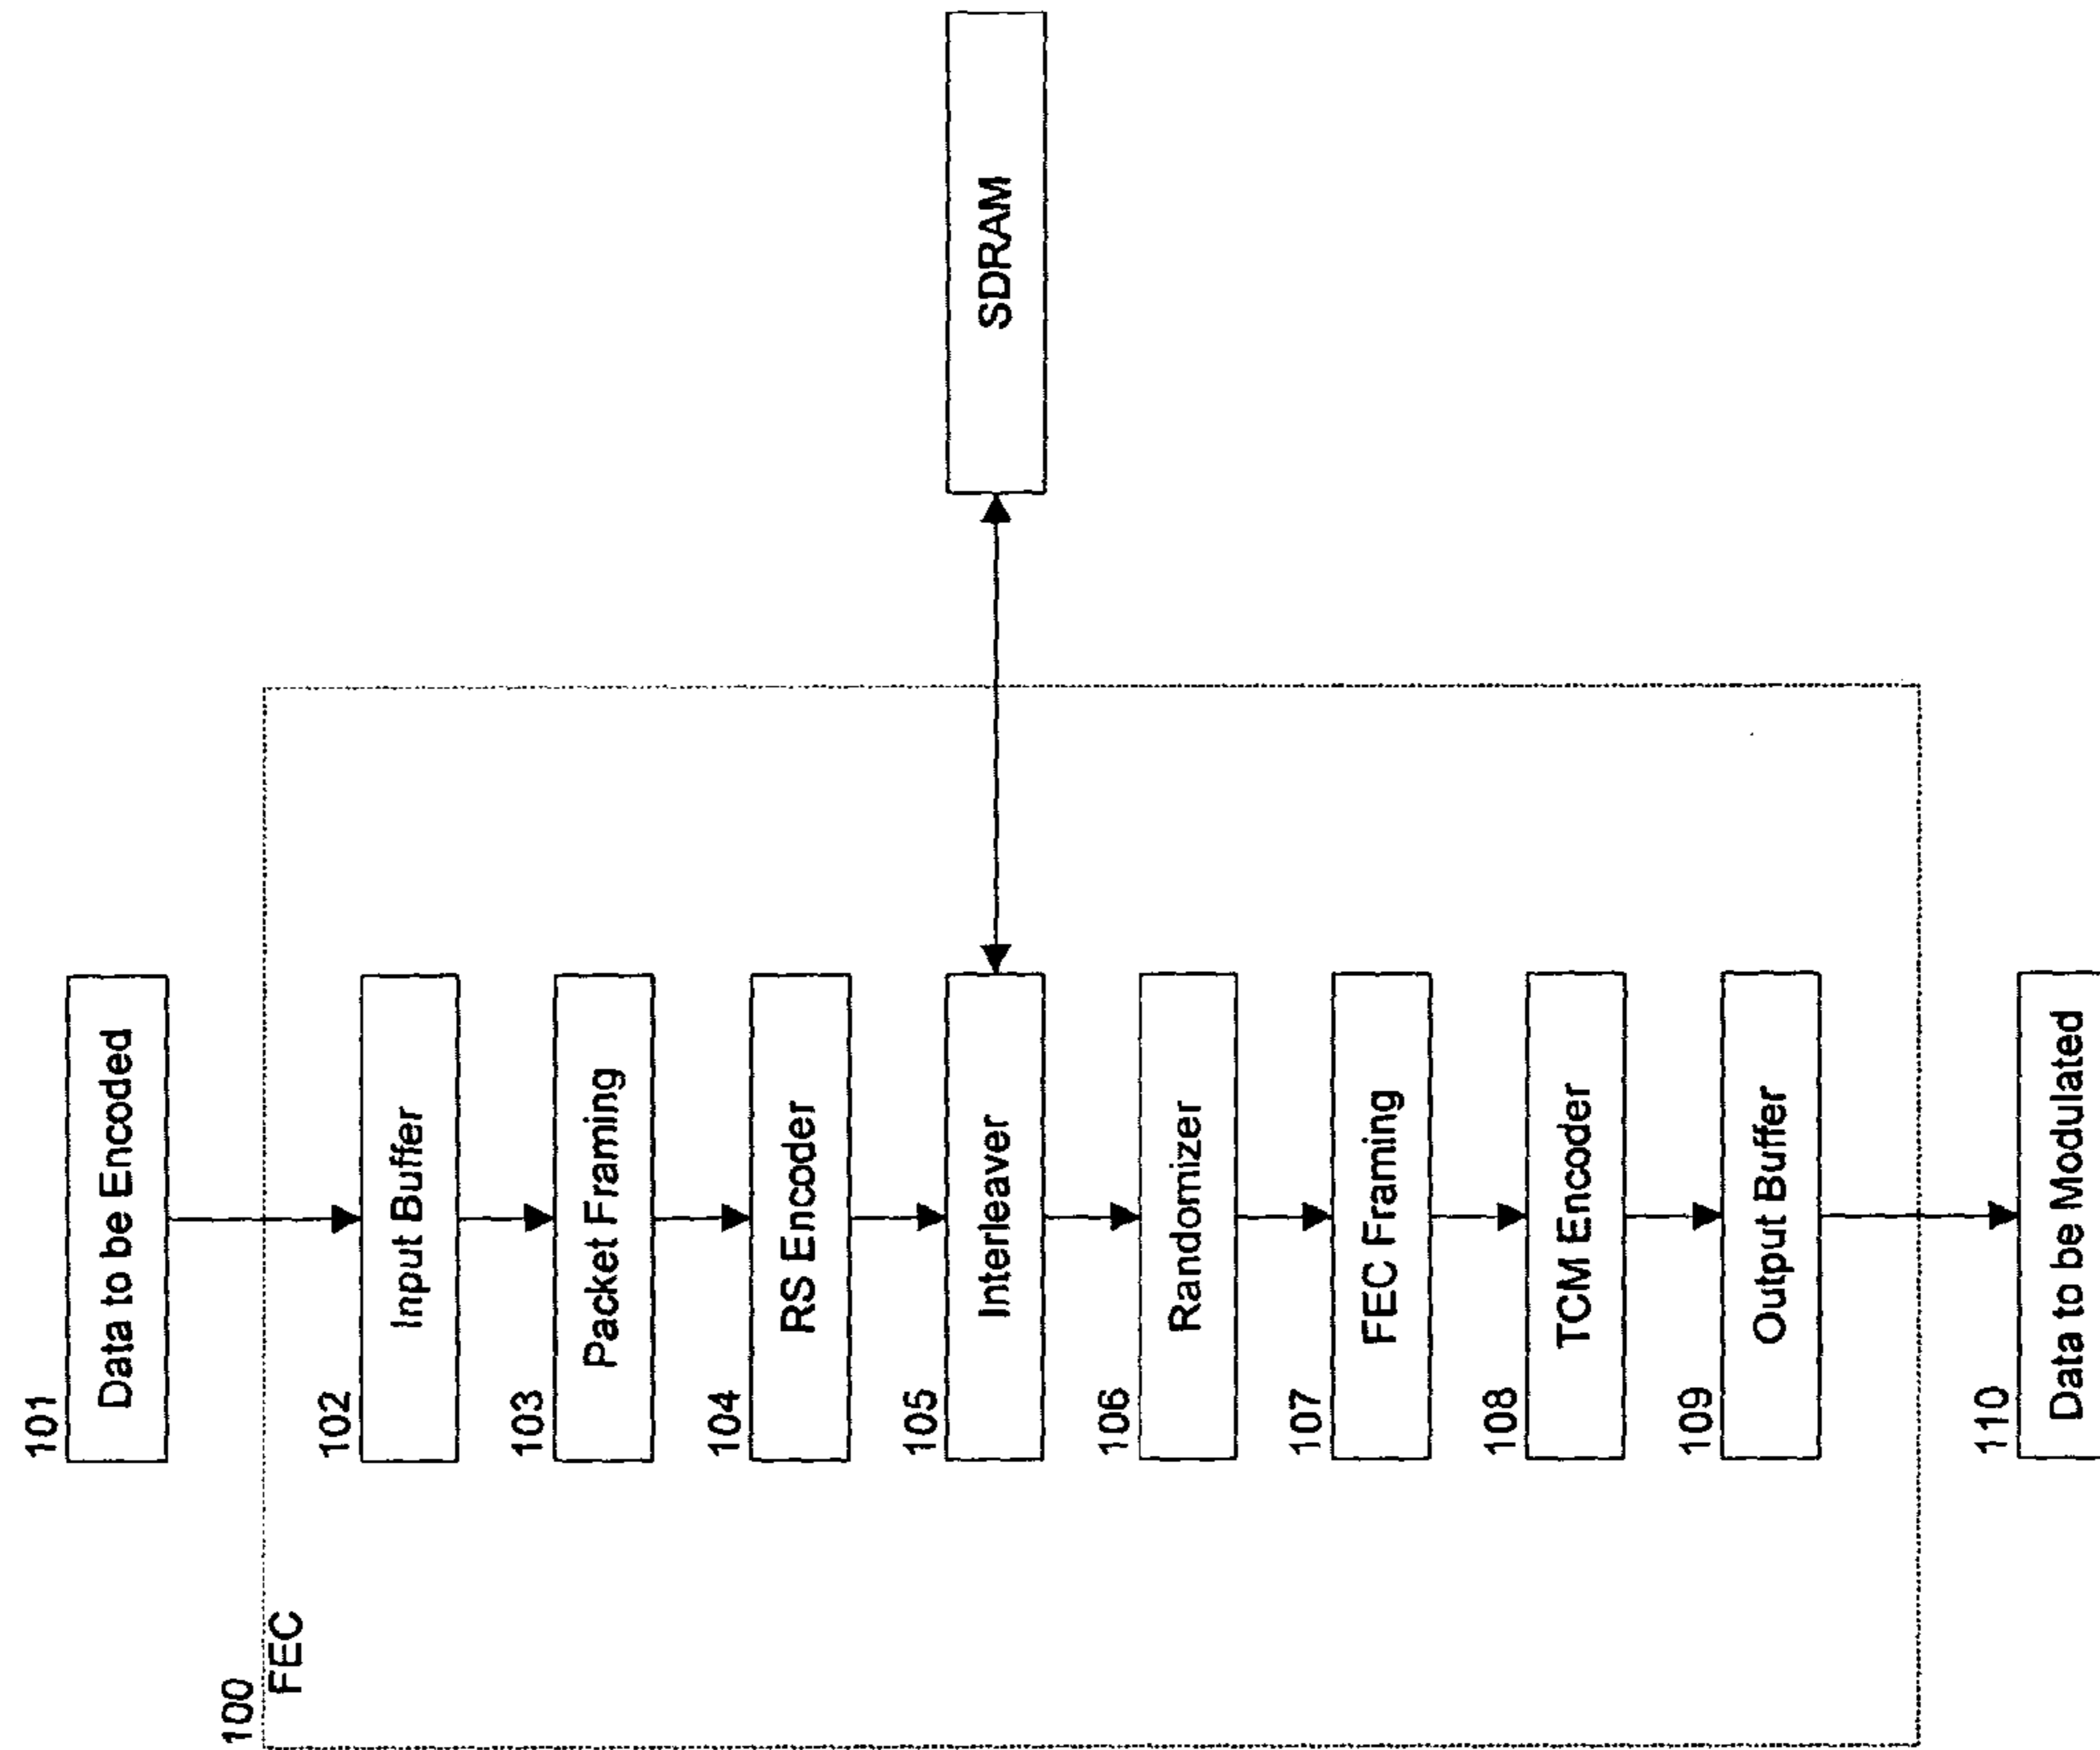 100
FEC
101
Data to be Encoded
102
Input Buffer
103
Packet Framing
104
RS Encoder
105
Interleaver
SDRAM
106
Randomizer
107
FEC Framing
108
TCM Encoder
109
Output Buffer
110
Data to be Modulated